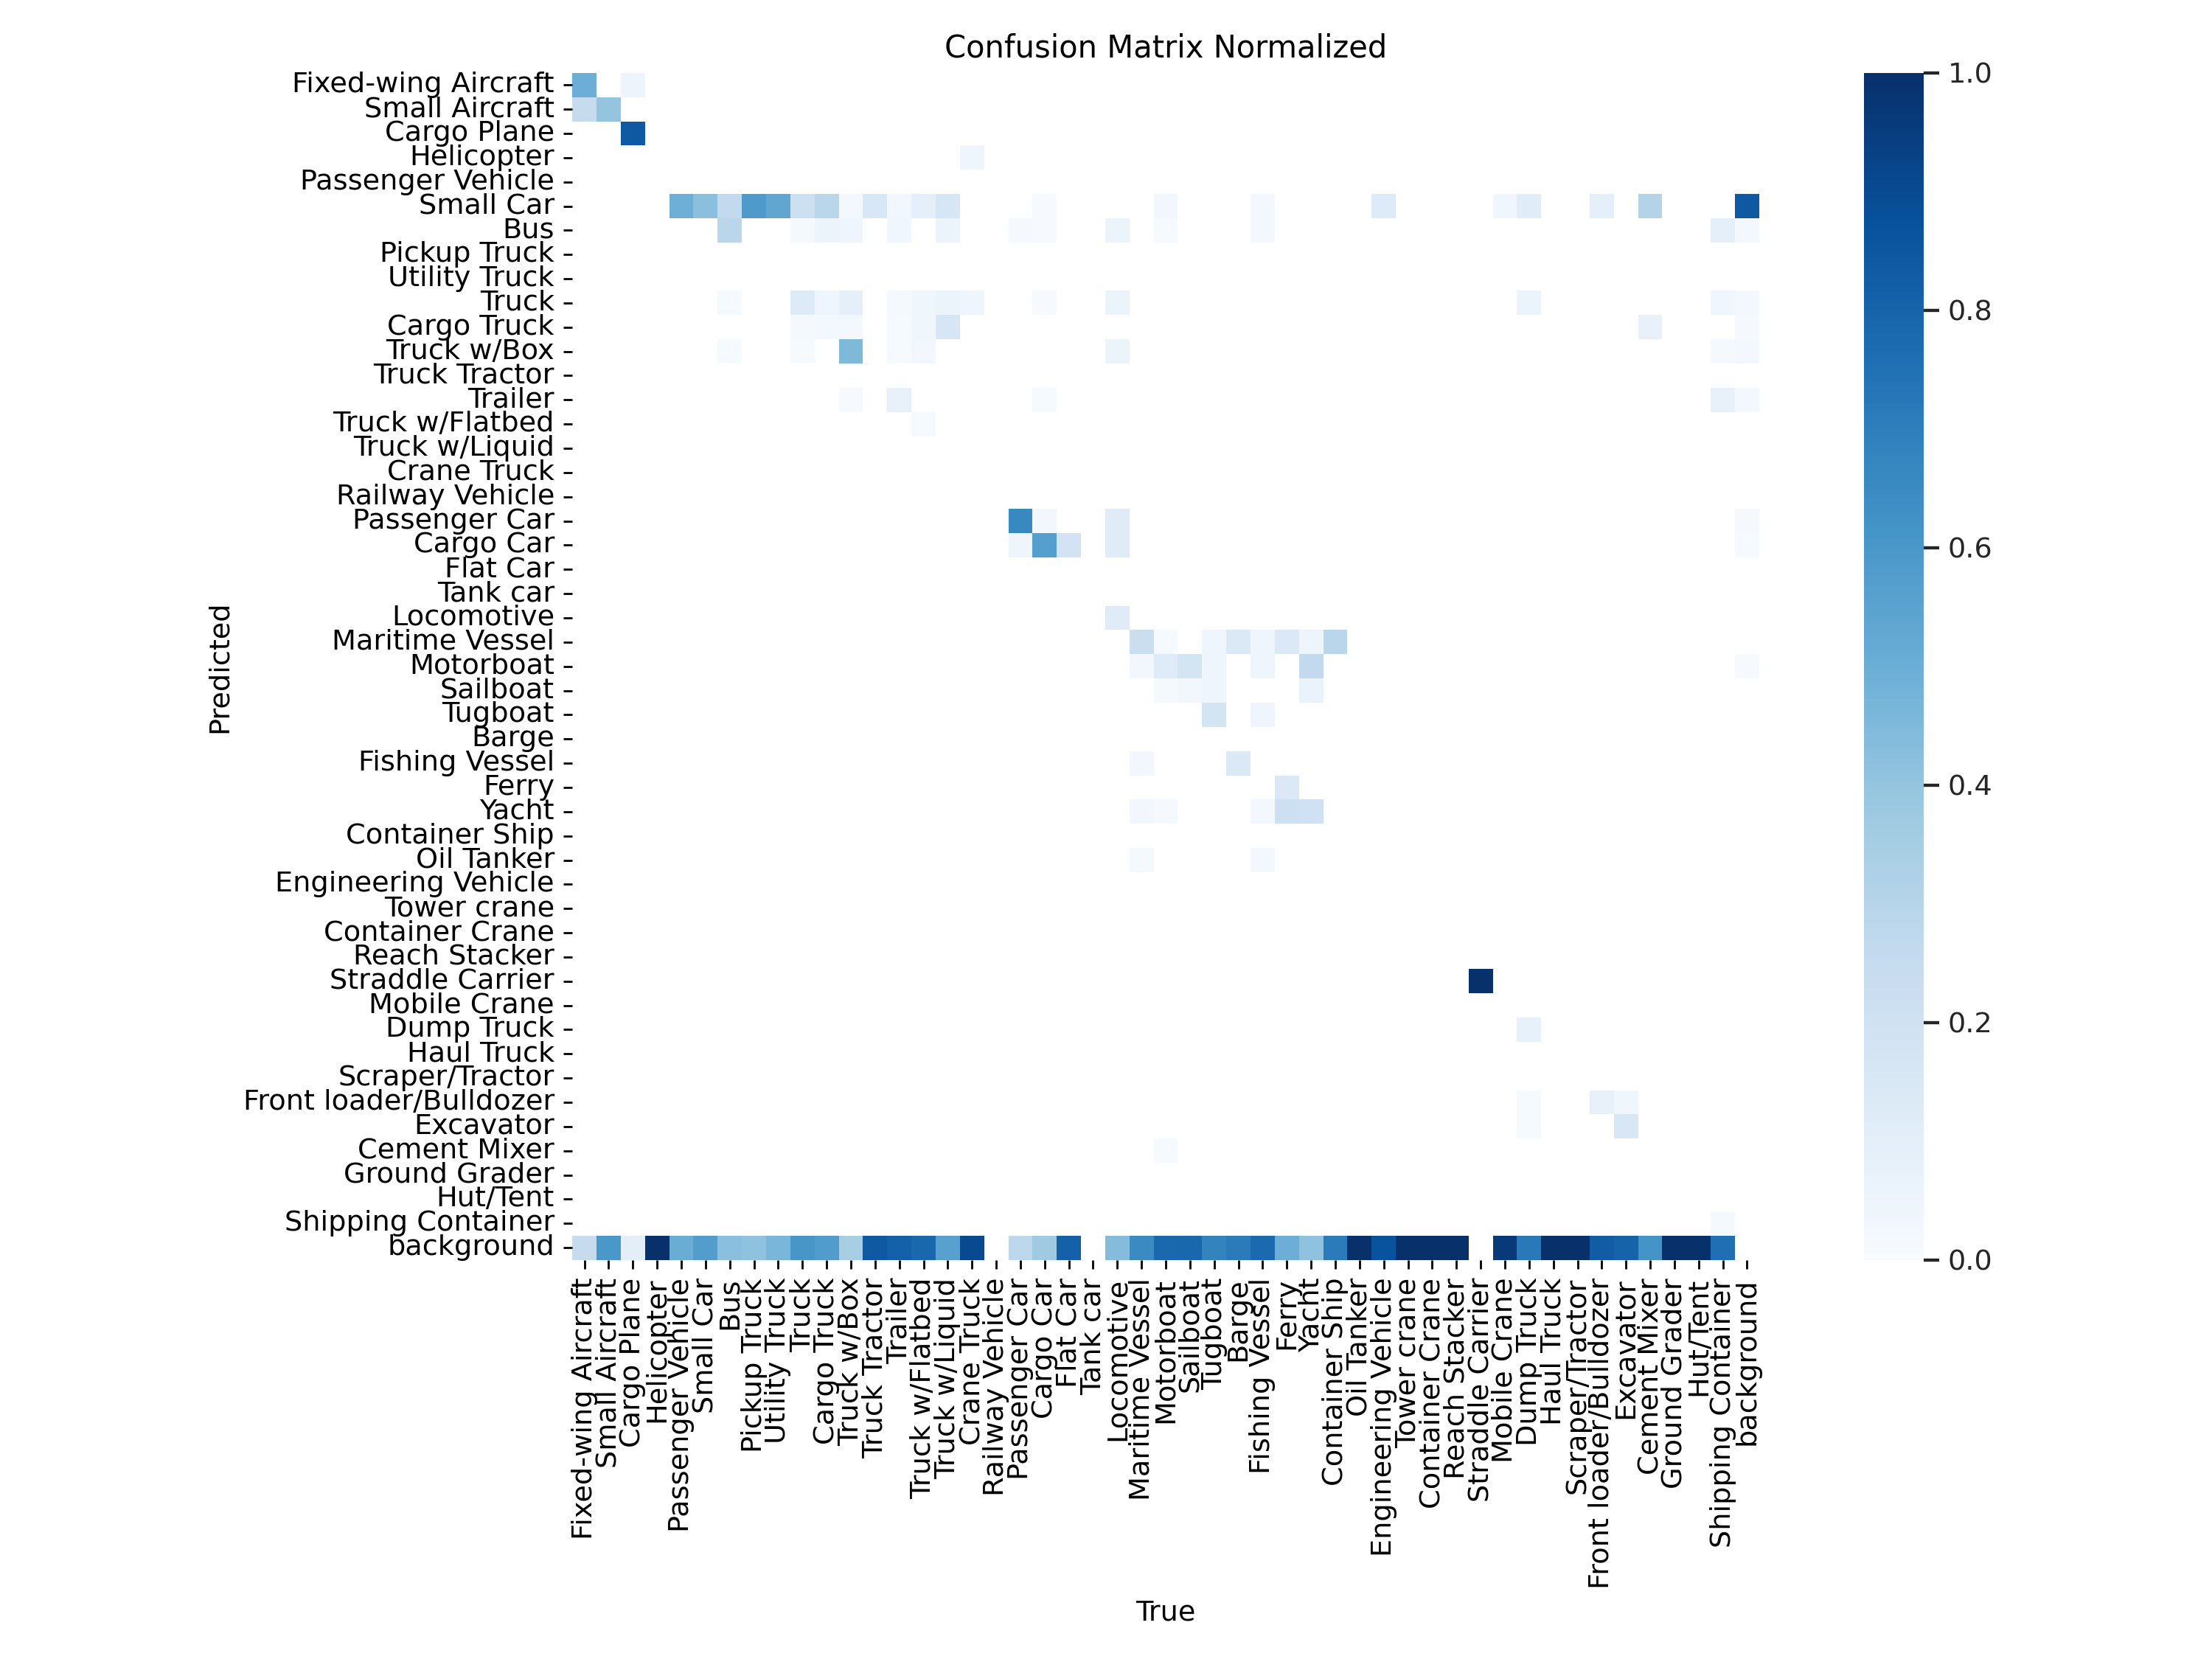 Confusion Matrix Normalized
Fixed-wing Aircraft
Small Aircraft
Cargo Plane
Helicopter
Passenger Vehicle
Small Car
Bus
Pickup Truck
Utility Truck
Truck
Cargo Truck
Truck w/Box
Truck Tractor
Trailer
Truck w/Flatbed
Truck w/Liquid
Crane Truck
Railway Vehicle
Passenger Car
Cargo Car
Flat Car
Tank car
Locomotive
Maritime Vessel
Motorboat
Sailboat
Tugboat
Barge
Fishing Vessel
Ferry
Yacht
Container Ship
Oil Tanker
Engineering Vehicle
Tower crane
Container Crane
Reach Stacker
Straddle Carrier
Mobile Crane
Dump Truck
Haul Truck
Scraper/Tractor
Front loader/Bulldozer
Excavator
Cement Mixer
Ground Grader
Hut/Tent
Shipping Container
background
Predicted
Fixed-wing Aircraft
Small Aircraft
Cargo Plane
Helicopter
Passenger Vehicle
Small Car
Bus
Pickup Truck
Utility Truck
Truck
Cargo Truck
Truck w/Box
Truck Tractor
Trailer
Truck w/Flatbed
Truck w/Liquid
Crane Truck
Railway Vehicle
Passenger Car
Cargo Car
Flat Car
Tank car
Locomotive
Maritime Vessel
Motorboat
Sailboat
Tugboat
Barge
Fishing Vessel
Ferry
Yacht
Container Ship
Oil Tanker
Engineering Vehicle
Tower crane
Container Crane
Reach Stacker
Straddle Carrier
Mobile Crane
Dump Truck
Haul Truck
Scraper/Tractor
Front loader/Bulldozer
Excavator
Cement Mixer
Ground Grader
Hut/Tent
Shipping Container
background
True
1.0
0.8
0.6
0.4
0.2
0.0